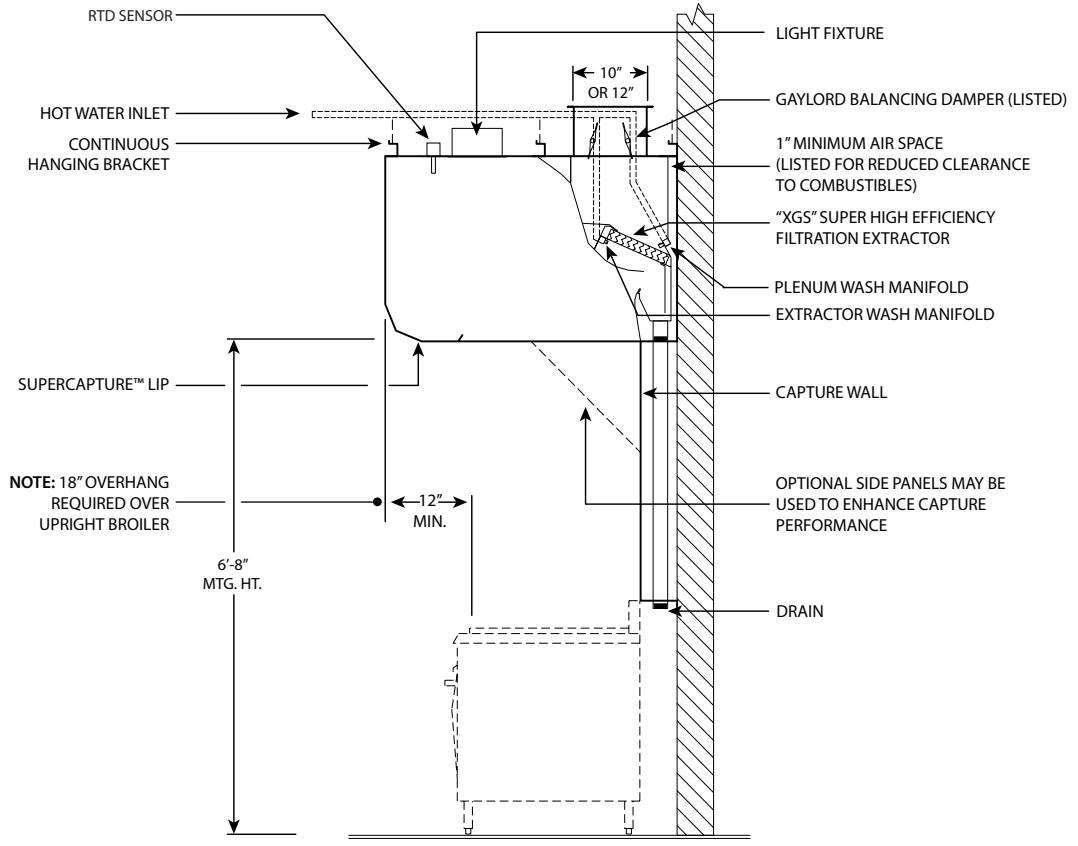 RTD SENSOR
LIGHT FIXTURE
10”
OR 12”
HOT WATER INLET
GAYLORD BALANCING DAMPER (LISTED)
CONTINUOUS
HANGING BRACKET
1” MINIMUM AIR SPACE
(LISTED FOR REDUCED CLEARANCE
TO COMBUSTIBLES)
“XGS” SUPER HIGH EFFICIENCY
FILTRATION EXTRACTOR
PLENUM WASH MANIFOLD
EXTRACTOR WASH MANIFOLD
SUPERCAPTURE™ LIP
CAPTURE WALL
NOTE: 18” OVERHANG
REQUIRED OVER
UPRIGHT BROILER
12”
MIN.
OPTIONAL SIDE PANELS MAY BE
USED TO ENHANCE CAPTURE
PERFORMANCE
6’-8”
MTG. HT.
DRAIN